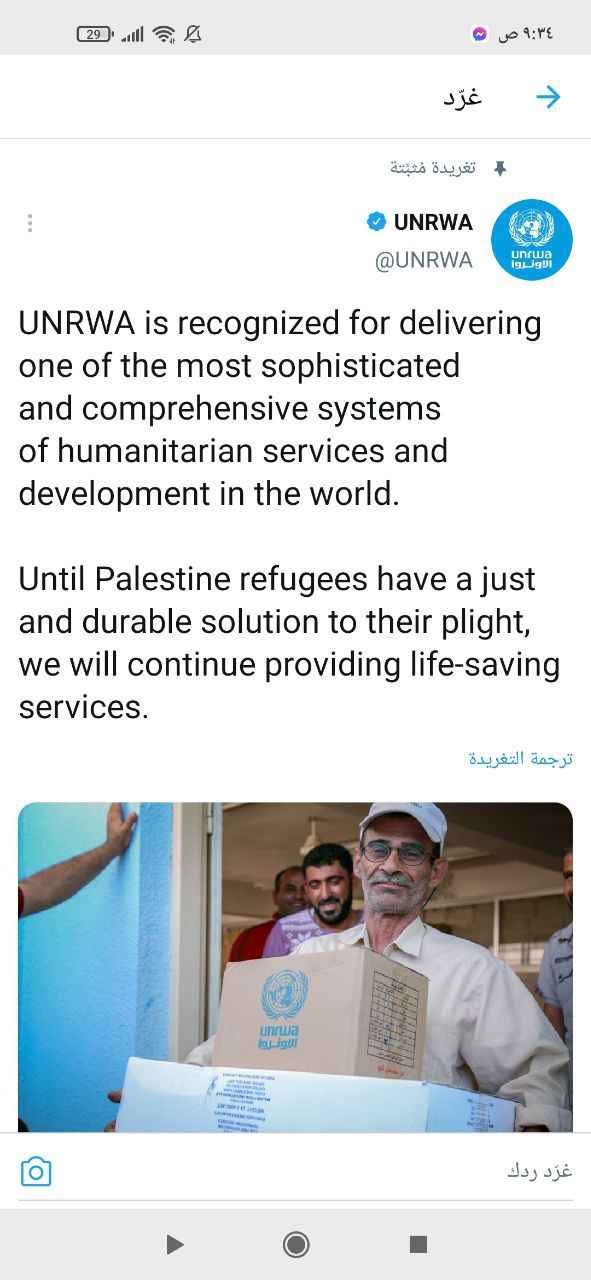 ٩:٣٤ ص
29
غرّد
تغريدة مُثبَّتة
UNRWA
@UNRWA
unrwa
الأونروا
UNRWA is recognized for delivering
one of the most sophisticated
and comprehensive systems
of humanitarian services and
development in the world.
Until Palestine refugees have a just
and durable solution to their plight,
we will continue providing life-saving
services.
ترجمة التغريدة
unrwa
الأونروا
غرّد ردك